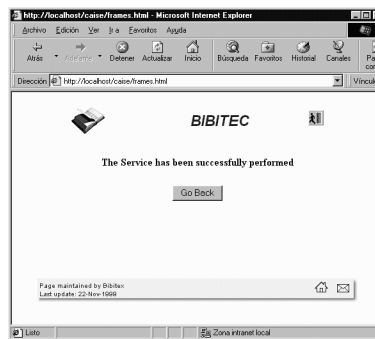 http://localhost/caise/frames.html - Microsoft Internet Explorer
Archivo Edición Ver Ir a Favoritos Ayuda
Atrás Adelante Detener Actualizar Inicio Búsqueda Favoritos Historial Canales
Dirección http://localhost/caise/frames.html
BIBITEC
The Service has been successfully performed
Go Back
Page maintained by Bibitex
Last update: 22-Nov-1999
Listo Zona intranet local